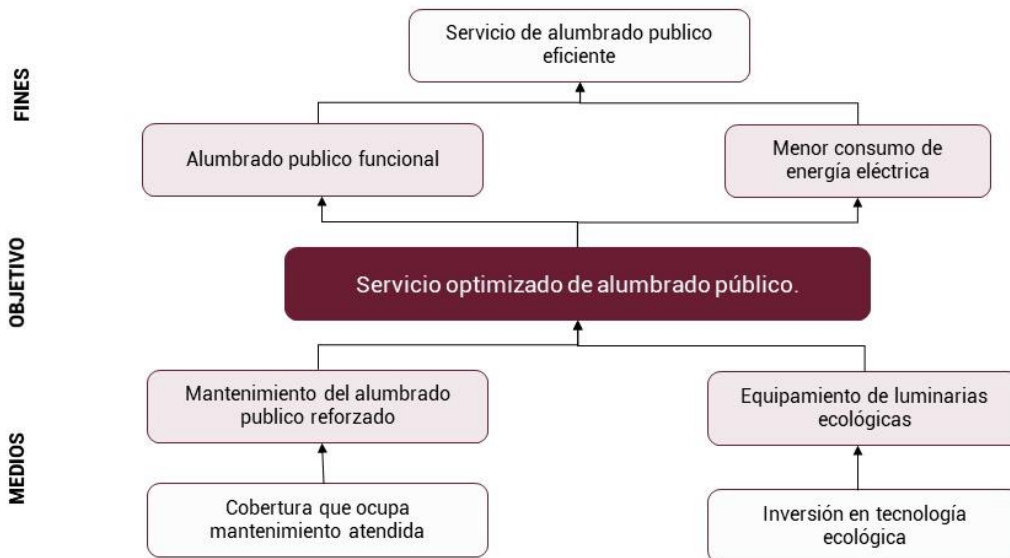 FINES
Servicio de alumbrado publico
eficiente
Alumbrado publico funcional
Menor consumo de
energía eléctrica
OBJETIVO
Servicio optimizado de alumbrado público.
MEDIOS
Mantenimiento del alumbrado
publico reforzado
Equipamiento de luminarias
ecológicas
Cobertura que ocupa
mantenimiento atendida
Inversión en tecnología
ecológica